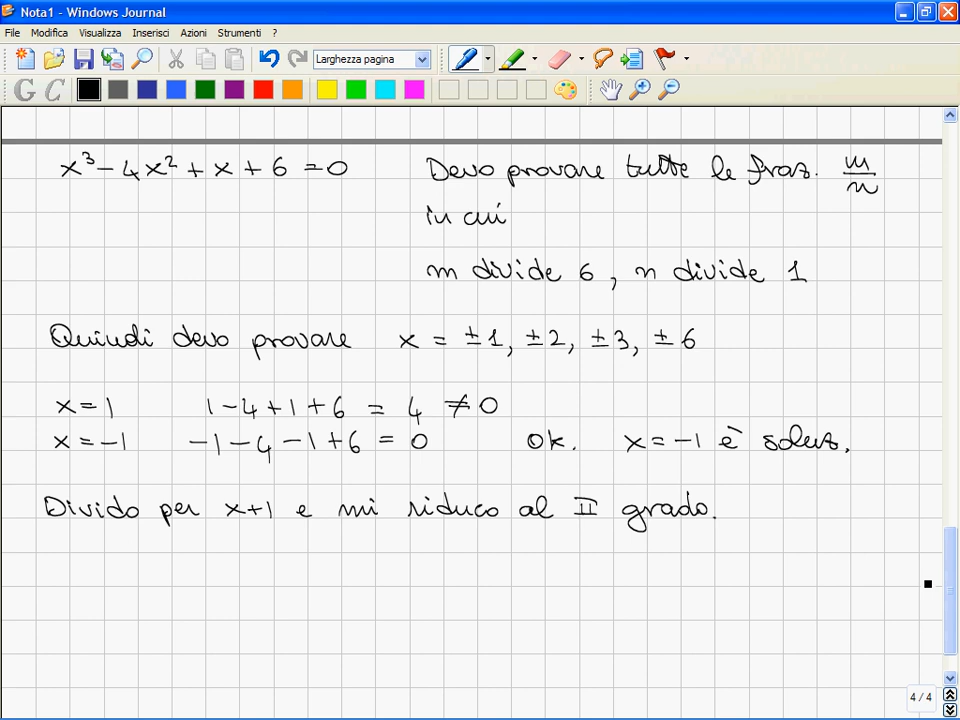 Nota1 - Windows Journal
File Modifica Visualizza Inserisci Azioni Strumenti ?
Larghezza pagina
G C
x³ - 4x² + x + 6 = 0 Devo provare tutte le fraz. m/n
in cui
m divide 6, n divide 1
Quindi devo provare x = ±1, ±2, ±3, ±6
x = 1 1 - 4 + 1 + 6 = 4 ≠ 0
x = -1 -1 - 4 - 1 + 6 = 0 ok. x = -1 è soluz.
Divido per x+1 e mi riduco al II grado.
4 / 4